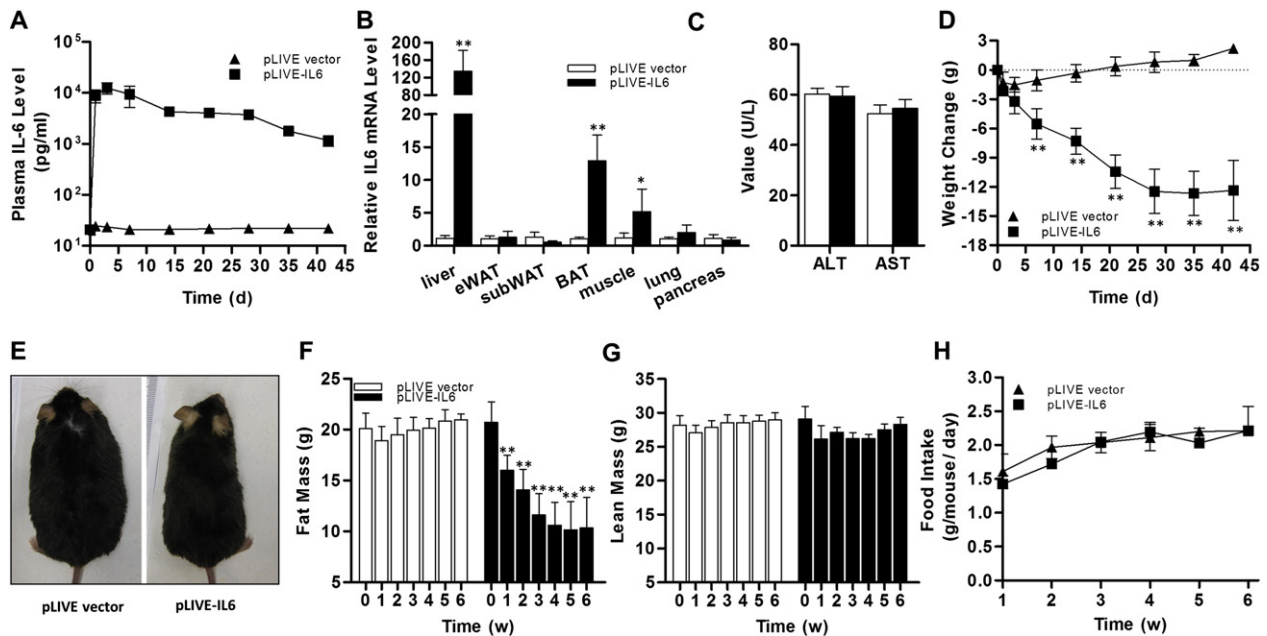 A
Plasma IL-6 Level
(pg/ml)
10⁵
10⁴
10³
10²
10¹
pLIVE vector
pLIVE-IL6
0 5 10 15 20 25 30 35 40 45
Time (d)
B
Relative IL6 mRNA Level
200
160
120
80
20
15
10
5
0
pLIVE vector
pLIVE-IL6
**
**
*
liver
eWAT
subWAT
BAT
muscle
lung
pancreas
C
Value (U/L)
80
60
40
20
0
pLIVE vector
pLIVE-IL6
ALT AST
D
Weight Change (g)
3
0
-3
-6
-9
-12
-15
-18
pLIVE vector
pLIVE-IL6
** ** ** ** ** **
0 5 10 15 20 25 30 35 40 45
Time (d)
E
pLIVE vector pLIVE-IL6
F
Fat Mass (g)
25
20
15
10
5
pLIVE vector
pLIVE-IL6
** ** ** ** ** **
0 1 2 3 4 5 6 0 1 2 3 4 5 6
Time (w)
G
Lean Mass (g)
35
30
25
20
15
10
5
pLIVE vector
pLIVE-IL6
0 1 2 3 4 5 6 0 1 2 3 4 5 6
Time (w)
H
Food Intake
(g/mouse/ day)
3.0
2.5
2.0
1.5
1.0
0.0
pLIVE vector
pLIVE-IL6
1 2 3 4 5 6
Time (w)